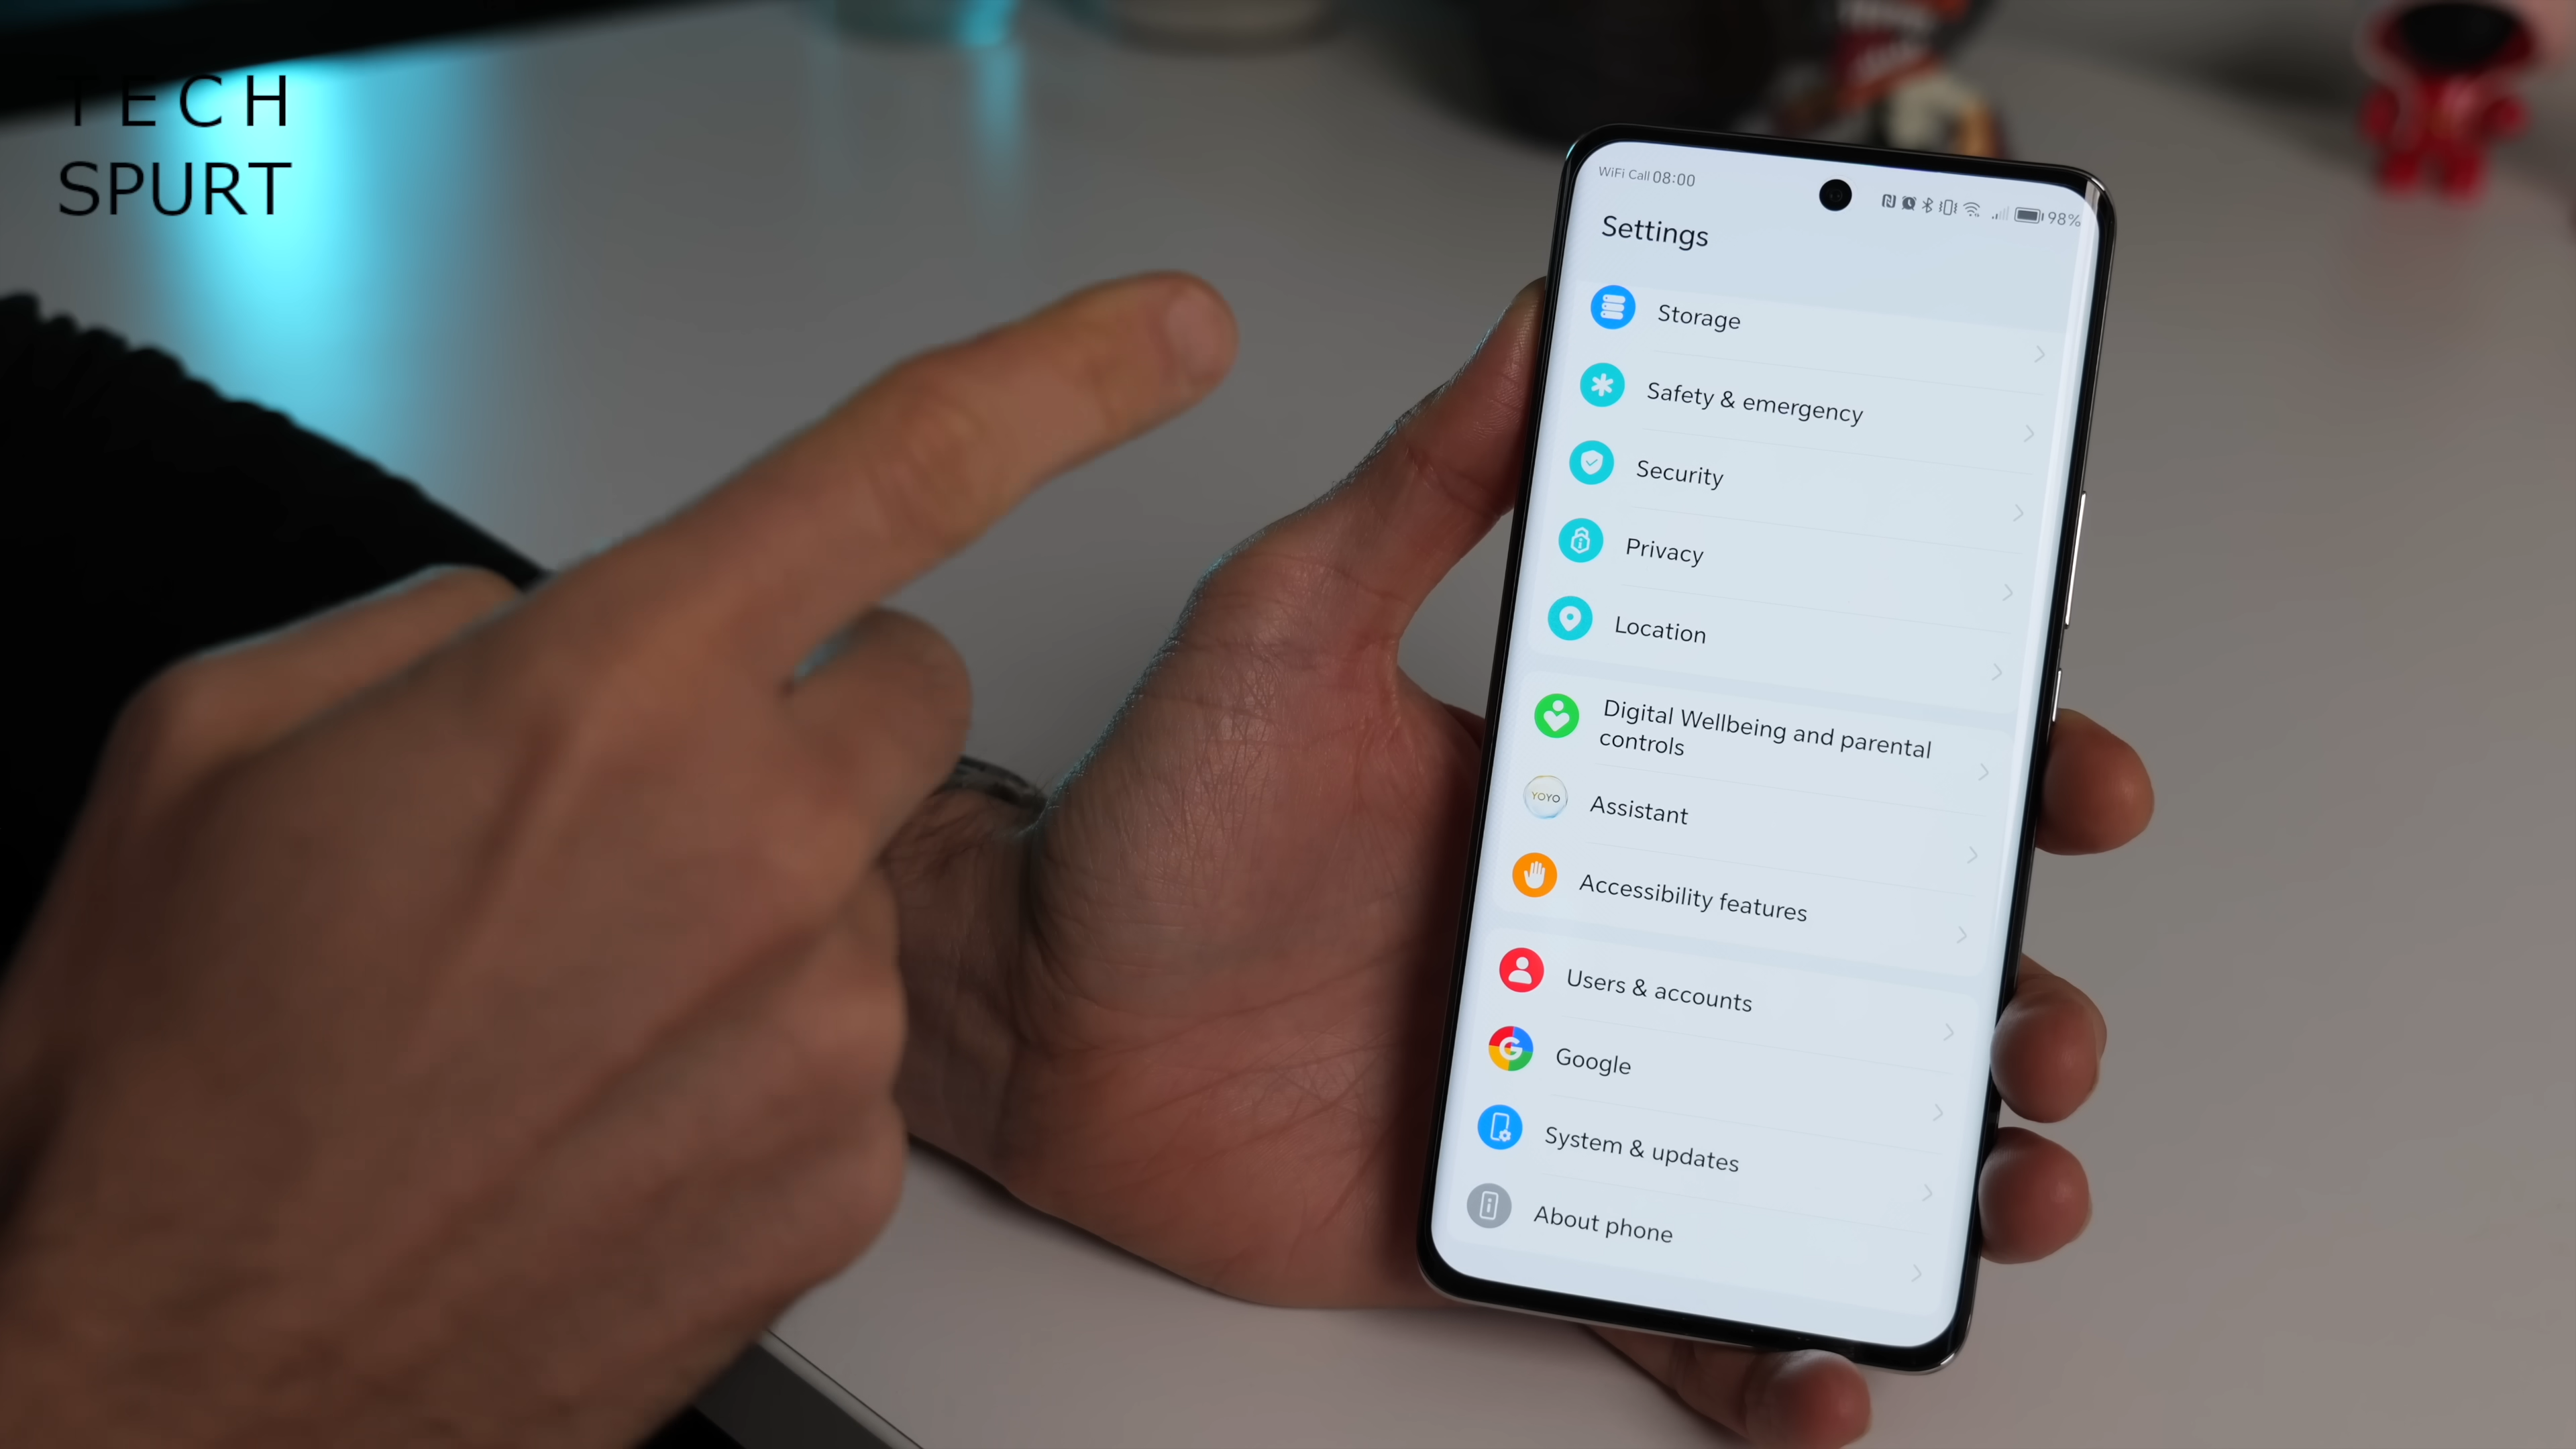 TECH
SPURT
WiFi Call 08:00
98%
Settings
Storage
Safety & emergency
Security
Privacy
Location
Digital Wellbeing and parental
controls
YOYO
Assistant
Accessibility features
Users & accounts
G
Google
System & updates
About phone